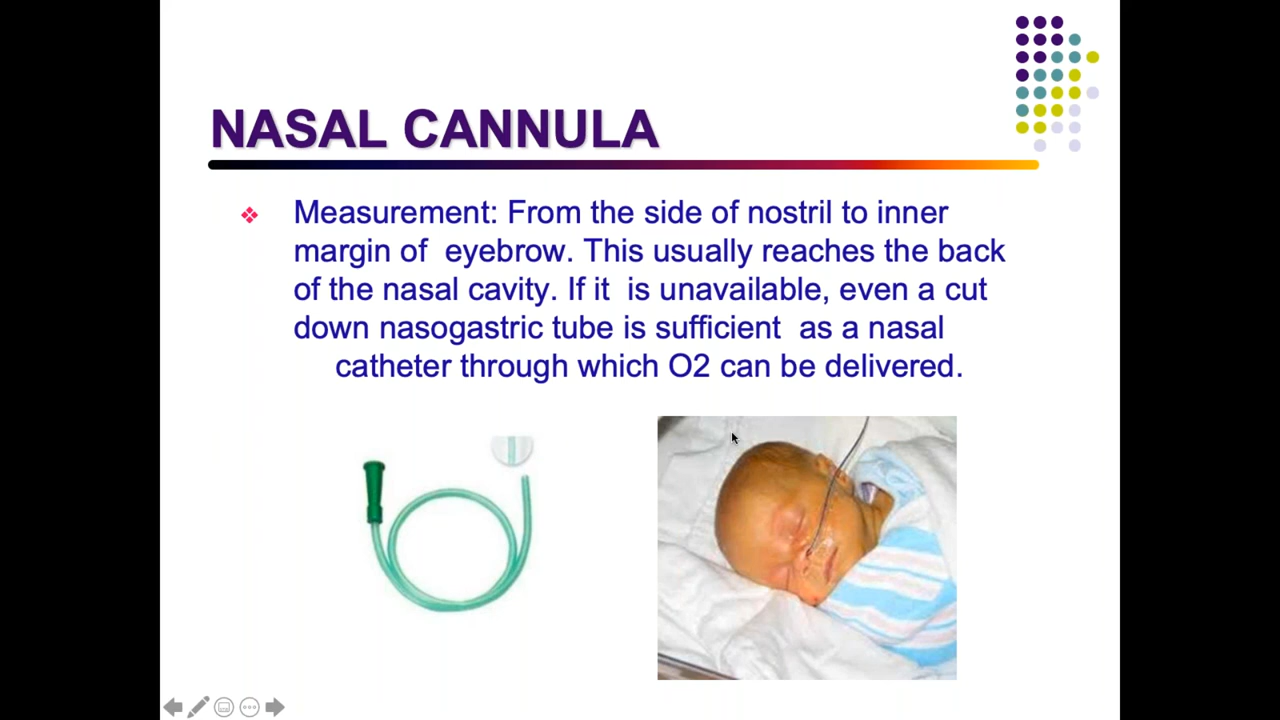 NASAL CANNULA
Measurement: From the side of nostril to inner
margin of eyebrow. This usually reaches the back
of the nasal cavity. If it is unavailable, even a cut
down nasogastric tube is sufficient as a nasal
catheter through which O2 can be delivered.